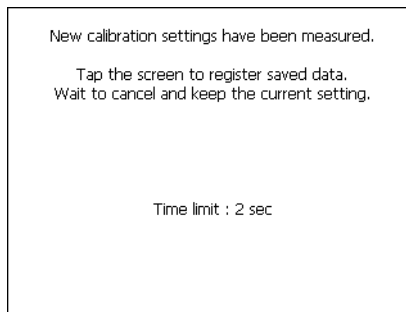 New calibration settings have been measured.
Tap the screen to register saved data.
Wait to cancel and keep the current setting.
Time limit : 2 sec